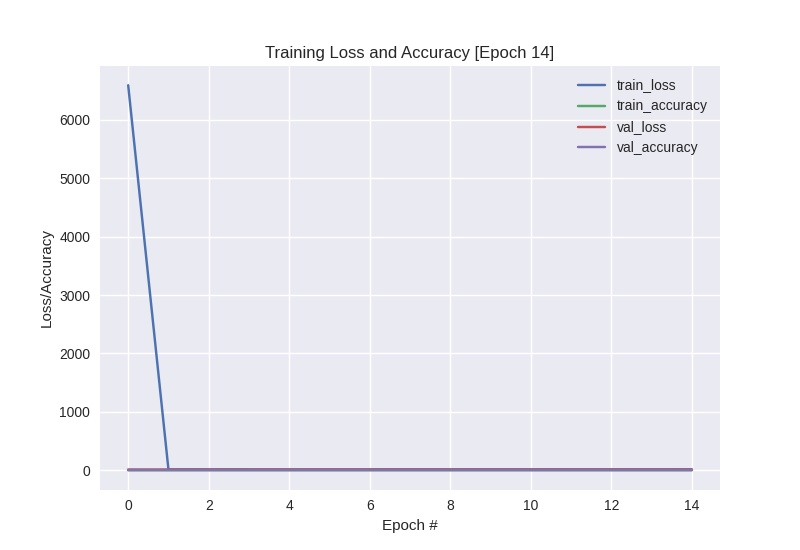 Training Loss and Accuracy [Epoch 14]
train_loss
train_accuracy
val_loss
val_accuracy
Loss/Accuracy
6000
5000
4000
3000
2000
1000
0
0 2 4 6 8 10 12 14
Epoch #